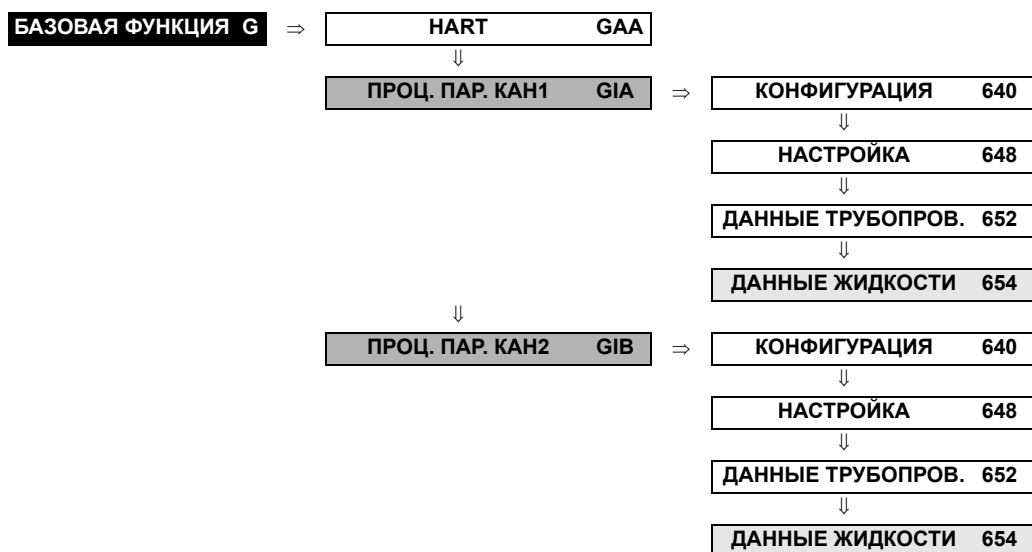 БАЗОВАЯ ФУНКЦИЯ G ⇒ HART GAA
⇓
ПРОЦ. ПАР. КАН1 GIA ⇒ КОНФИГУРАЦИЯ 640
⇓
НАСТРОЙКА 648
⇓
ДАННЫЕ ТРУБОПРОВ. 652
⇓
ДАННЫЕ ЖИДКОСТИ 654
⇓
ПРОЦ. ПАР. КАН2 GIB ⇒ КОНФИГУРАЦИЯ 640
⇓
НАСТРОЙКА 648
⇓
ДАННЫЕ ТРУБОПРОВ. 652
⇓
ДАННЫЕ ЖИДКОСТИ 654